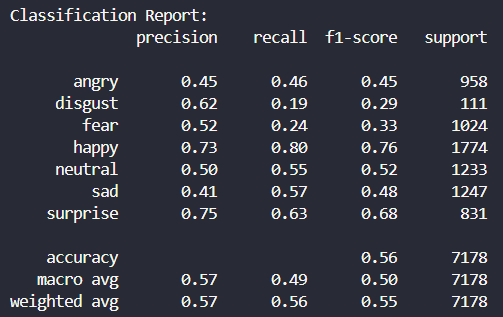 Classification Report:
precision recall f1-score support
angry 0.45 0.46 0.45 958
disgust 0.62 0.19 0.29 111
fear 0.52 0.24 0.33 1024
happy 0.73 0.80 0.76 1774
neutral 0.50 0.55 0.52 1233
sad 0.41 0.57 0.48 1247
surprise 0.75 0.63 0.68 831
accuracy 0.56 7178
macro avg 0.57 0.49 0.50 7178
weighted avg 0.57 0.56 0.55 7178